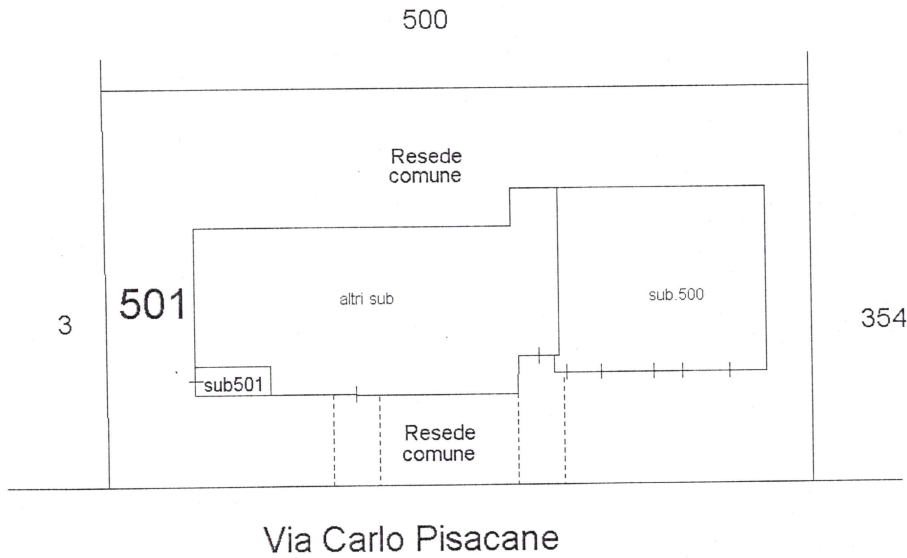 500
Resede
comune
501
altri sub
sub.500
3
354
sub501
Resede
comune
Via Carlo Pisacane